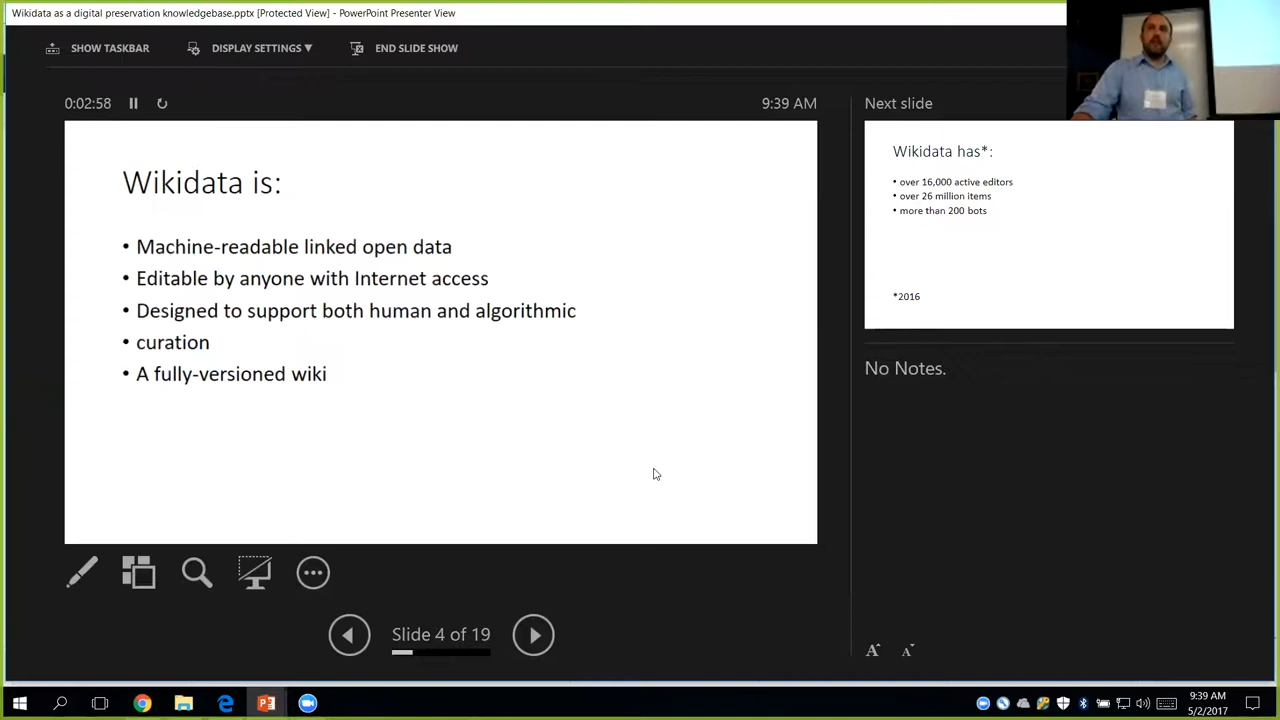 Wikidata as a digital preservation knowledgebase.pptx [Protected View] - PowerPoint Presenter View
SHOW TASKBAR
DISPLAY SETTINGS ▼
END SLIDE SHOW
0:02:58
9:39 AM
Wikidata is:
• Machine-readable linked open data
• Editable by anyone with Internet access
• Designed to support both human and algorithmic
• curation
• A fully-versioned wiki
Slide 4 of 19
Next slide
Wikidata has*:
• over 16,000 active editors
• over 26 million items
• more than 200 bots
*2016
No Notes.
A A
9:39 AM
5/2/2017